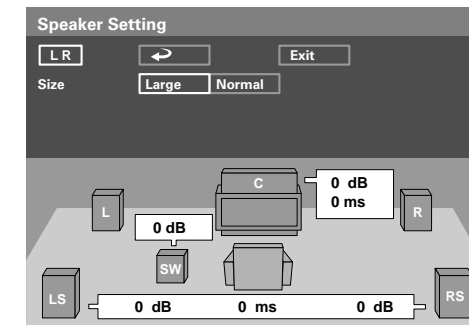 Speaker Setting
L R Exit
Size Large Normal
C
0 dB
0 ms
L
R
0 dB
SW
LS
0 dB 0 ms 0 dB
RS